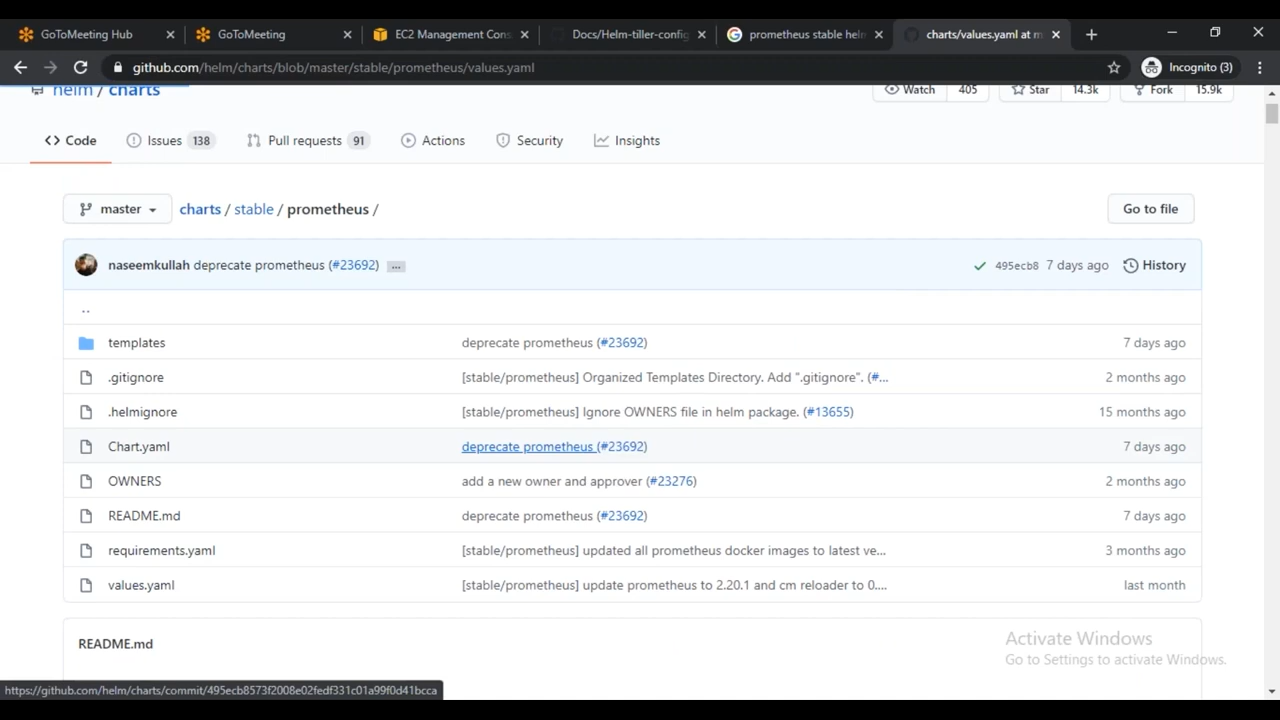 GoToMeeting Hub
GoToMeeting
EC2 Management Cons
Docs/Helm-tiller-config
prometheus stable helm
charts/values.yaml at m
github.com/helm/charts/blob/master/stable/prometheus/values.yaml
Incognito (3)
helm / charts
Watch 405
Star 14.3k
Fork 15.9k
Code
Issues 138
Pull requests 91
Actions
Security
Insights
master
charts / stable / prometheus /
Go to file
naseemkullah deprecate prometheus (#23692) ...
495ecb8 7 days ago
History
..
templates deprecate prometheus (#23692) 7 days ago
.gitignore [stable/prometheus] Organized Templates Directory. Add ".gitignore". (#... 2 months ago
.helmignore [stable/prometheus] Ignore OWNERS file in helm package. (#13655) 15 months ago
Chart.yaml deprecate prometheus (#23692) 7 days ago
OWNERS add a new owner and approver (#23276) 2 months ago
README.md deprecate prometheus (#23692) 7 days ago
requirements.yaml [stable/prometheus] updated all prometheus docker images to latest ve... 3 months ago
values.yaml [stable/prometheus] update prometheus to 2.20.1 and cm reloader to 0.... last month
README.md
Activate Windows
Go to Settings to activate Windows.
https://github.com/helm/charts/commit/495ecb8573f2008e02fedf331c01a99f0d41bcca